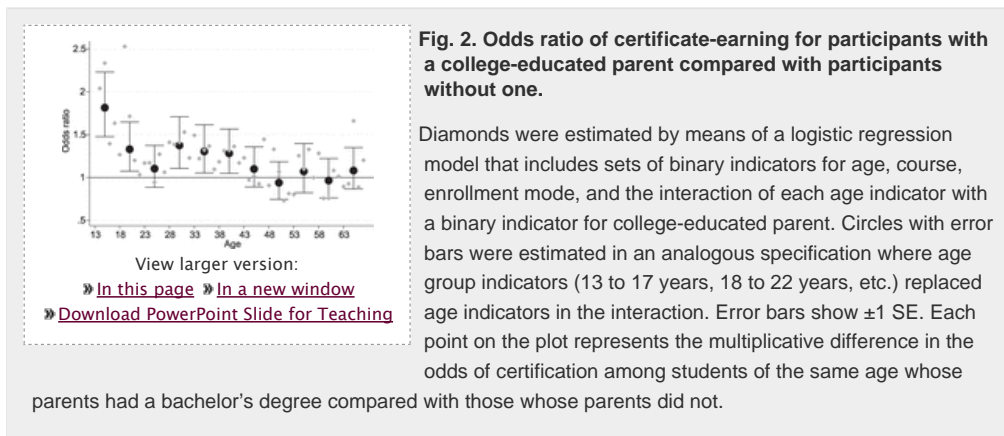 2.5
2
1.5
1
.5
Odds ratio
13 18 23 28 33 38 43 48 53 58 63
Age
View larger version:
» In this page » In a new window
» Download PowerPoint Slide for Teaching
Fig. 2. Odds ratio of certificate-earning for participants with
a college-educated parent compared with participants
without one.
Diamonds were estimated by means of a logistic regression
model that includes sets of binary indicators for age, course,
enrollment mode, and the interaction of each age indicator with
a binary indicator for college-educated parent. Circles with error
bars were estimated in an analogous specification where age
group indicators (13 to 17 years, 18 to 22 years, etc.) replaced
age indicators in the interaction. Error bars show ±1 SE. Each
point on the plot represents the multiplicative difference in the
odds of certification among students of the same age whose
parents had a bachelor’s degree compared with those whose parents did not.